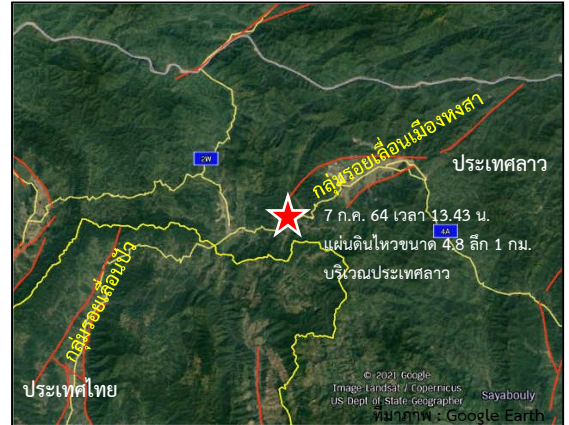 กลุ่มรอยเลื่อนเมืองหงสา
2W
ประเทศลาว
7 ก.ค. 64 เวลา 13.43 น.
แผ่นดินไหวขนาด 4.8 ลึก 1 กม.
4A
บริเวณประเทศลาว
กลุ่มรอยเลื่อนปัว
ประเทศไทย
© 2021 Google
Image Landsat / Copernicus
US Dept of State Geographer
Sayabouly
ที่มาภาพ : Google Earth